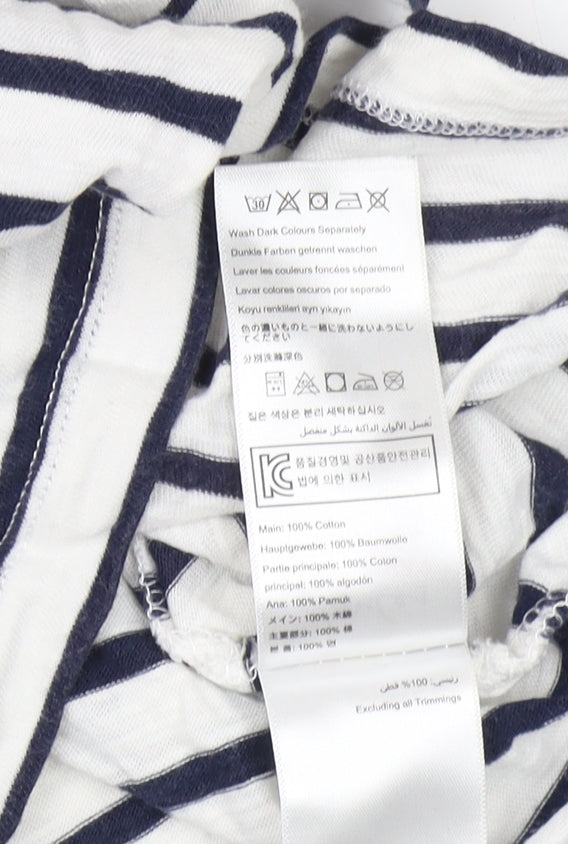 30
Wash Dark Colours Separately
Dunkle Farben getrennt waschen
Laver les couleurs foncées séparément
Lavar colores oscuros por separado
Koyu renklileri ayrı yıkayın
色の濃いものと一緒に洗わないようにし
てください
分別洗滌深色
짙은 색상은 분리 세탁하십시오
تغسل الألوان الداكنة بشكل منفصل
품질경영및 공산품안전관리
법에 의한 표시
Main: 100% Cotton
Hauptgewebe: 100% Baumwolle
Partie principale: 100% Coton
principal: 100% algodón
Ana: 100% Pamuk
メイン: 100% 木綿
主要部分: 100% 棉
본 품: 100% 면
رئيسي: 100% قطن
Excluding all Trimmings